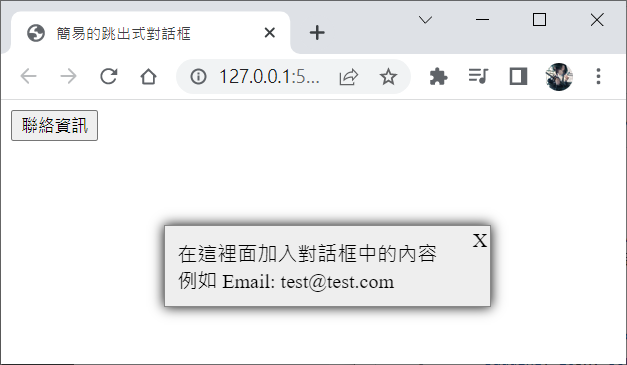 簡易的跳出式對話框
127.0.0.1:5...
聯絡資訊
X
在這裡面加入對話框中的內容
例如 Email: test@test.com